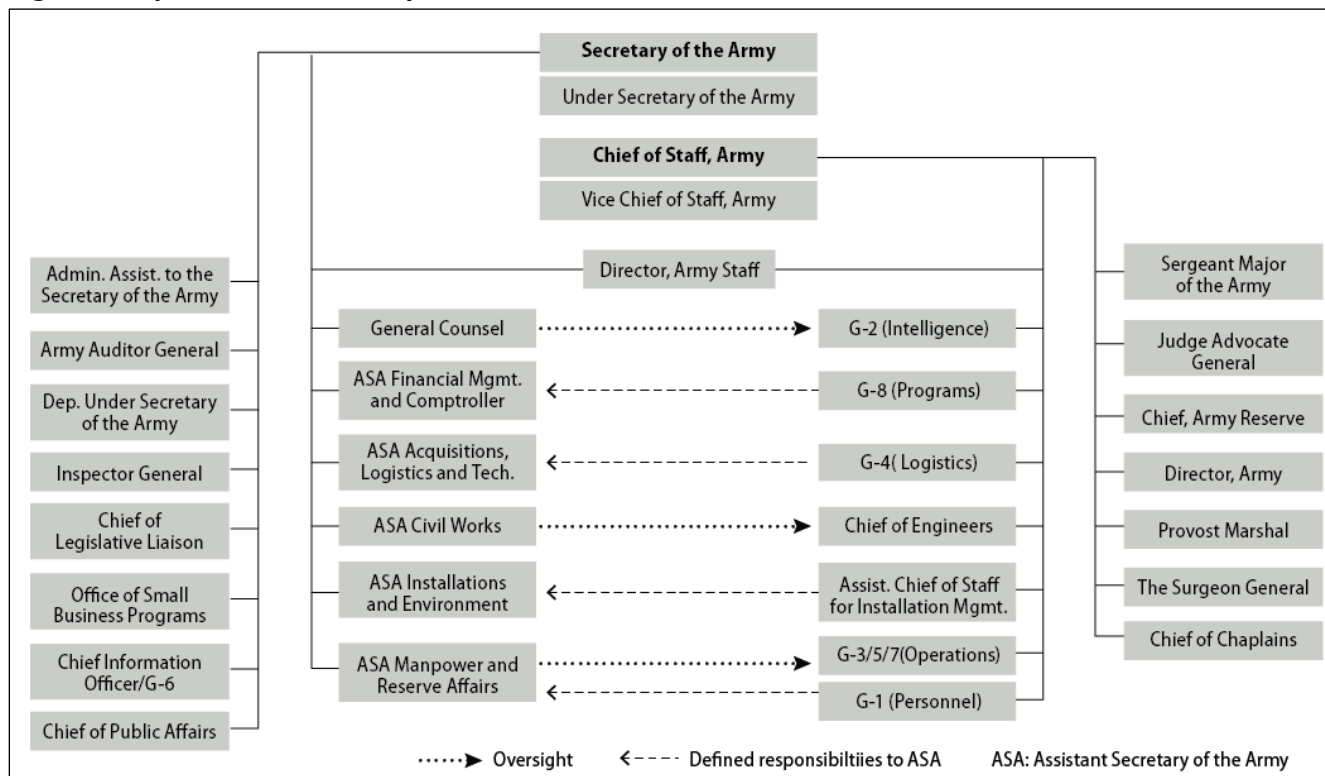 Secretary of the Army
Under Secretary of the Army
Chief of Staff, Army
Vice Chief of Staff, Army
Director, Army Staff
Admin. Assist. to the
Secretary of the Army
Army Auditor General
Dep. Under Secretary
of the Army
Inspector General
Chief of
Legislative Liaison
Office of Small
Business Programs
Chief Information
Officer/G-6
Chief of Public Affairs
General Counsel
ASA Financial Mgmt.
and Comptroller
ASA Acquisitions,
Logistics and Tech.
ASA Civil Works
ASA Installations
and Environment
ASA Manpower and
Reserve Affairs
G-2 (Intelligence)
G-8 (Programs)
G-4( Logistics)
Chief of Engineers
Assist. Chief of Staff
for Installation Mgmt.
G-3/5/7(Operations)
G-1 (Personnel)
Sergeant Major
of the Army
Judge Advocate
General
Chief, Army Reserve
Director, Army
Provost Marshal
The Surgeon General
Chief of Chaplains
Oversight
Defined responsibiltiies to ASA
ASA: Assistant Secretary of the Army